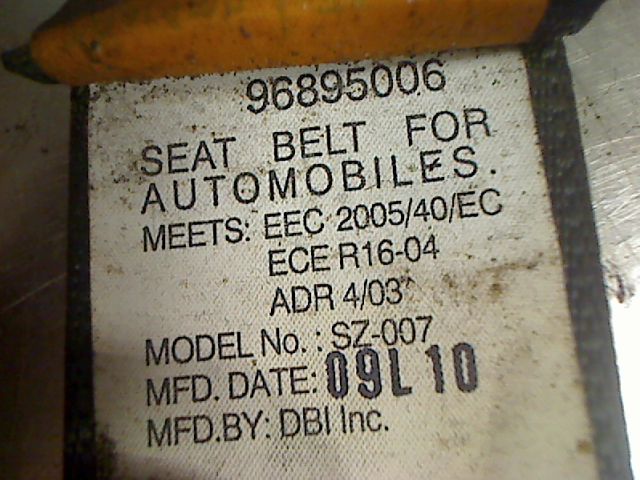 96895006
SEAT BELT FOR
AUTOMOBILES.
MEETS: EEC 2005/40/EC
ECE R16-04
ADR 4/03
MODEL No. : SZ-007
MFD. DATE: 09L10
MFD.BY: DBI Inc.